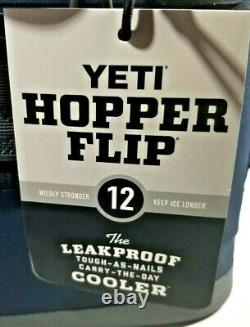 YETI®
HOPPER
FLIP®
WILDLY STRONGER 12 KEEP ICE LONGER
The
LEAKPROOF
TOUGH-AS-NAILS
CARRY-THE-DAY
COOLER